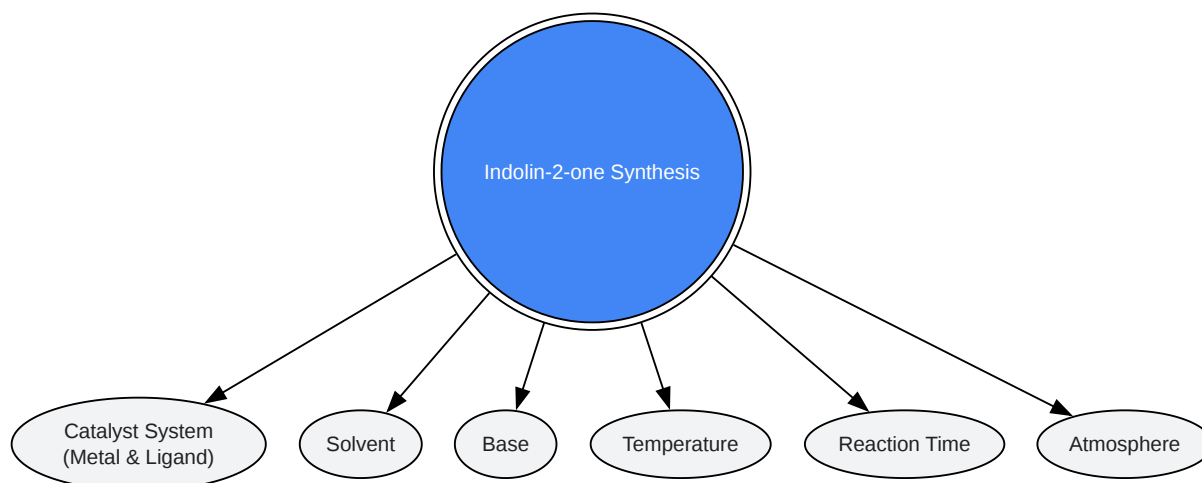 Indolin-2-one Synthesis
Catalyst System
(Metal & Ligand)
Solvent
Base
Temperature
Reaction Time
Atmosphere